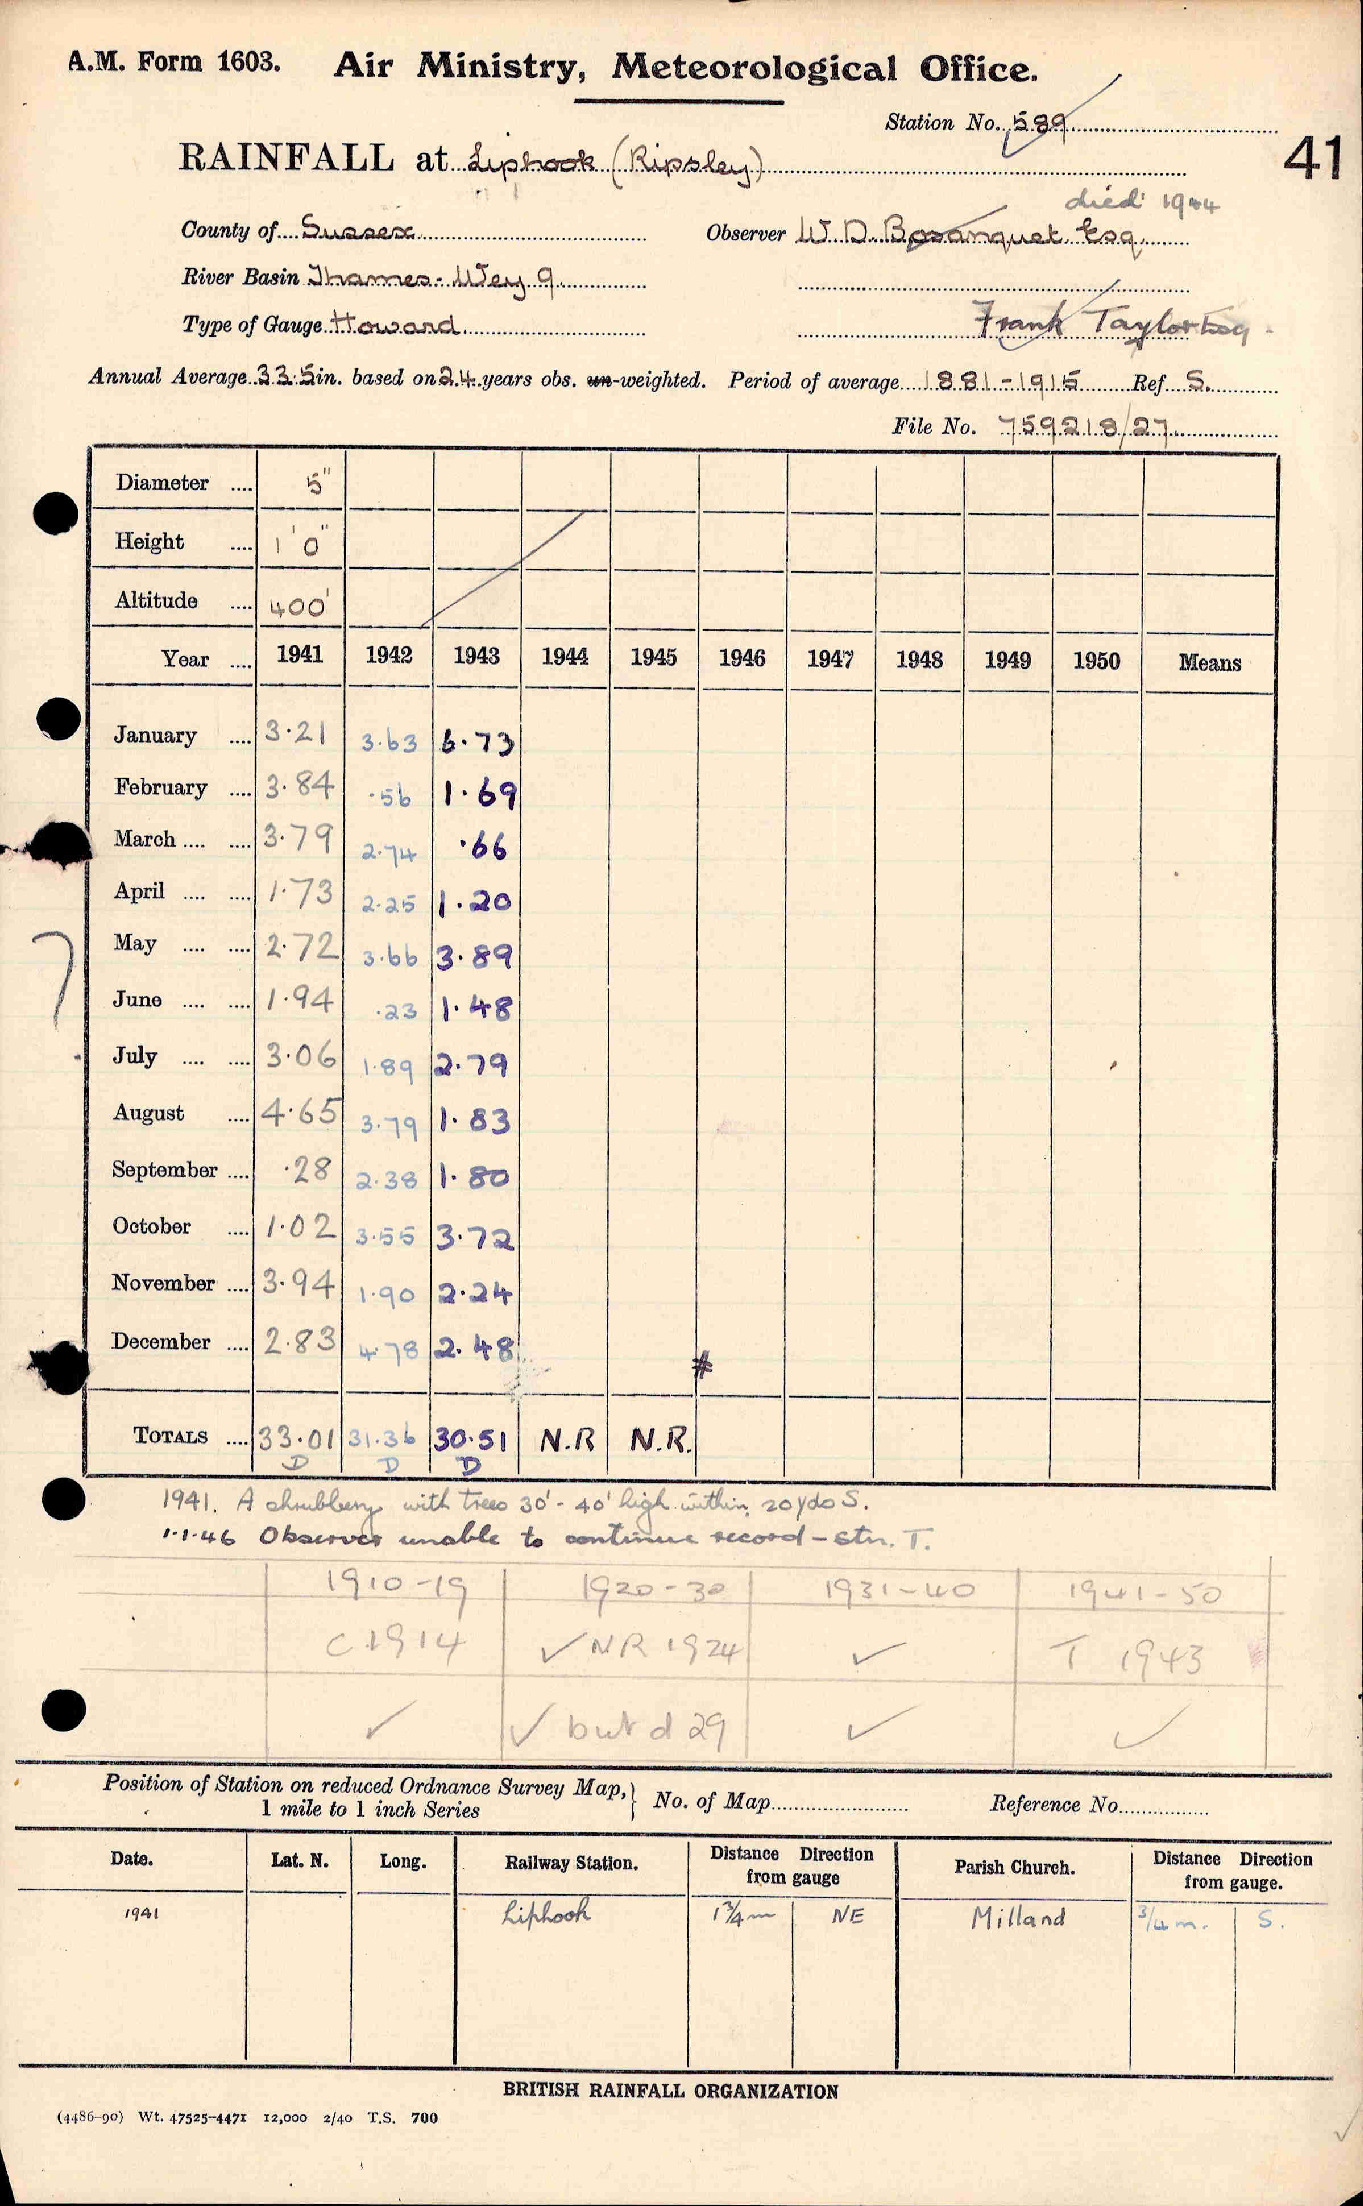 A.M. Form 1603. Air Ministry, Meteorological Office.
Station No. 589
41
RAINFALL at Liphook (Ripsley)
died 1944
County of Sussex Observer W. D. Bosanquet Esq.
River Basin Thames - Wey 9
Type of Gauge Howard Frank Taylor Esq.
Annual Average 33.5 in. based on 24 years obs. un-weighted. Period of average 1881-1915 Ref S.
File No. 759218/27
Diameter .... 5"
Height .... 1'0"
Altitude .... 400'
Year .... 1941 1942 1943 1944 1945 1946 1947 1948 1949 1950 Means
January .... 3.21 3.63 6.73
February .... 3.84 .56 1.69
March .... .... 3.79 2.74 .66
April .... .... 1.73 2.25 1.20
May .... .... 2.72 3.66 3.89
June .... .... 1.94 .23 1.48
July .... .... 3.06 1.89 2.79
August .... 4.65 3.79 1.83
September .... .28 2.38 1.80
October .... 1.02 3.55 3.72
November .... 3.94 1.90 2.24
December .... 2.83 4.78 2.48 #
TOTALS .... 33.01 31.36 30.51 N.R N.R.
D D D
1941. A shrubbery with trees 30'-40' high within 20 yds S.
1.1.46 Observer unable to continue record - stn. T.
1910-19 1920-30 1931-40 1941-50
C 1914 ✓ NR 1924 ✓ T 1943
✓ ✓ but d 29 ✓ ✓
Position of Station on reduced Ordnance Survey Map, } No. of Map Reference No.
1 mile to 1 inch Series
Date. Lat. N. Long. Railway Station. Distance Direction from gauge Parish Church. Distance Direction from gauge.
1941 Liphook 1¾ m NE Milland ¾ m. S.
BRITISH RAINFALL ORGANIZATION
(4486-90) Wt. 47525-4471 12,000 2/40 T.S. 700